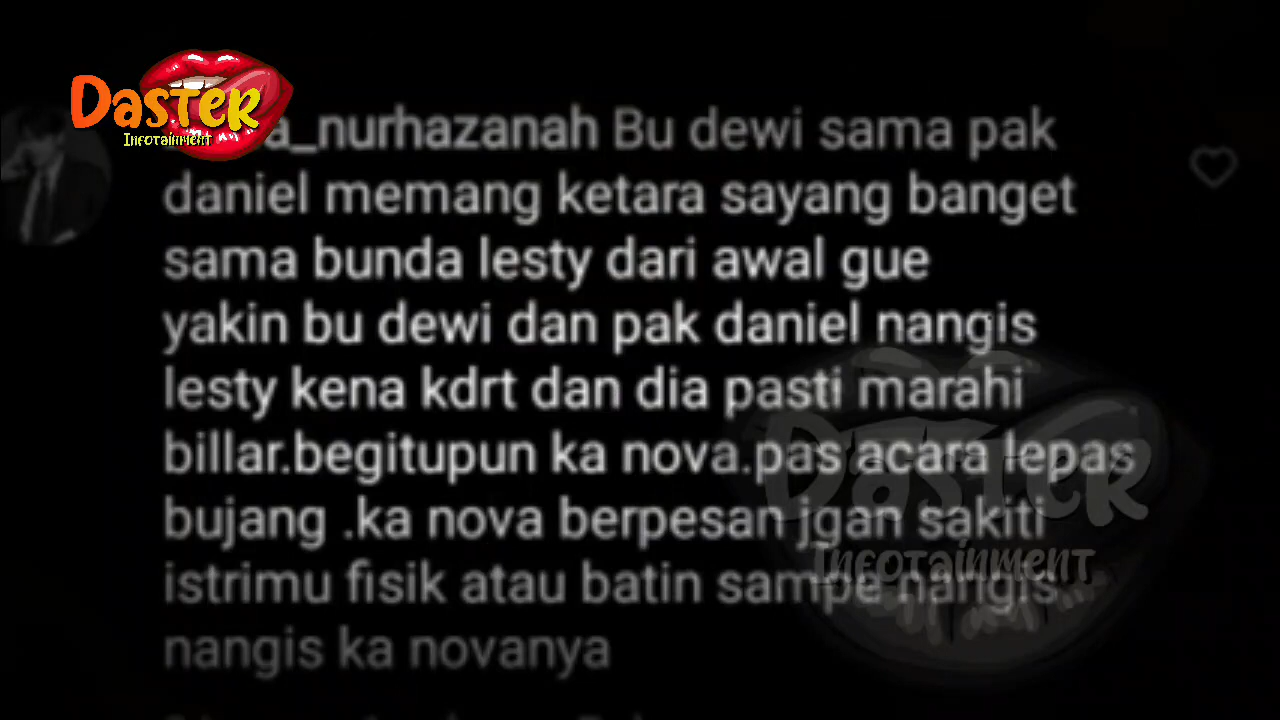 DASTER
INFOTAINMENT
a_nurhazanah Bu dewi sama pak
daniel memang ketara sayang banget
sama bunda lesty dari awal gue
yakin bu dewi dan pak daniel nangis
lesty kena kdrt dan dia pasti marahi
billar.begitupun ka nova.pas acara lepas
bujang .ka nova berpesan jgan sakiti
istrimu fisik atau batin sampe nangis
nangis ka novanya
DASTER
INFOTAINMENT